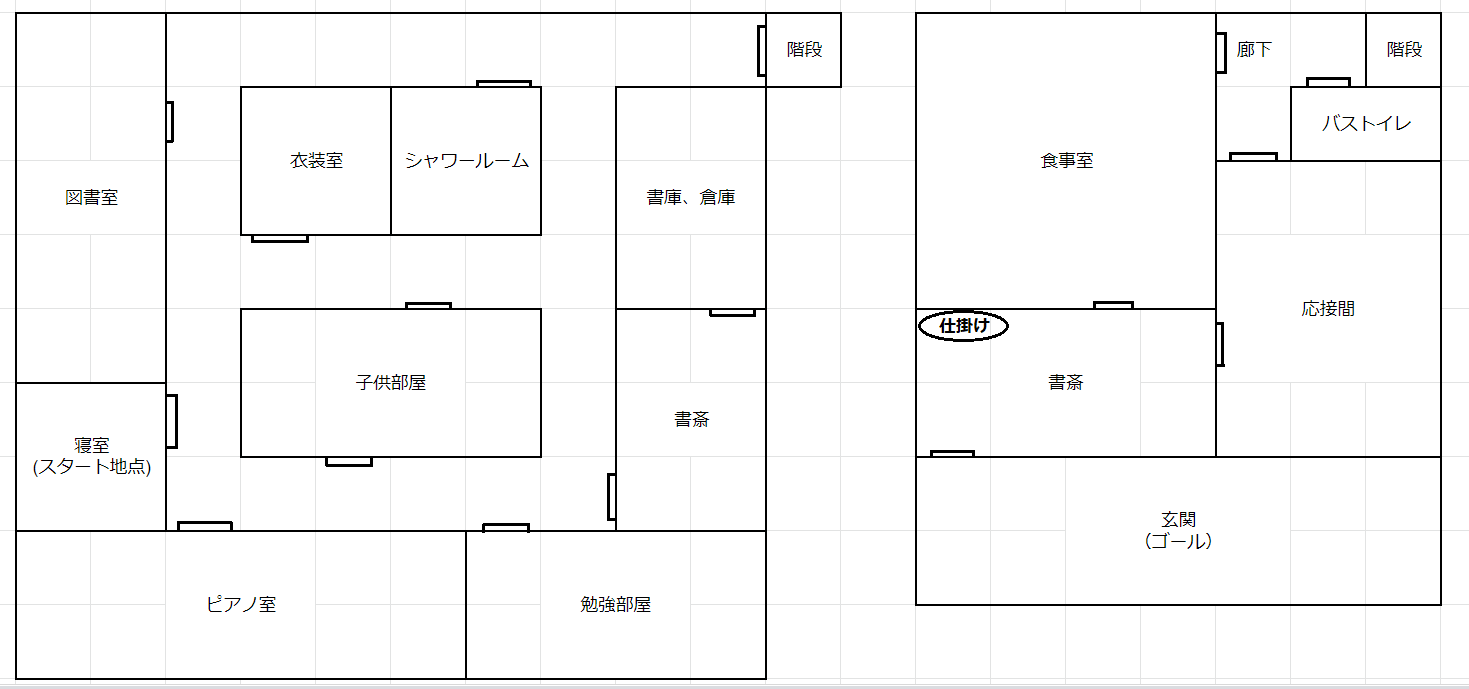 階段
衣装室
シャワールーム
図書室
書庫、倉庫
子供部屋
書斎
寝室
(スタート地点)
ピアノ室
勉強部屋
廊下
階段
バストイレ
食事室
応接間
仕掛け
書斎
玄関
（ゴール）